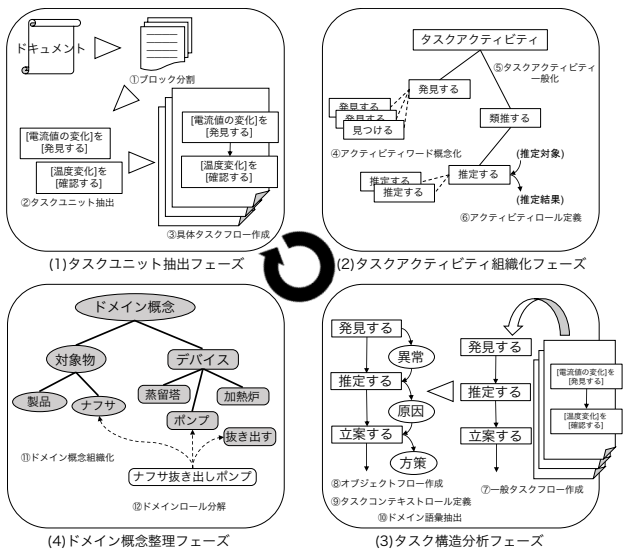 ドキュメント
①ブロック分割
[電流値の変化]を
[発見する]
[温度変化]を
[確認する]
②タスクユニット抽出
[電流値の変化]を
[発見する]
[温度変化]を
[確認する]
③具体タスクフロー作成
(1)タスクユニット抽出フェーズ
タスクアクティビティ
⑤タスクアクティビティ
一般化
発見する
発見する
発見する
見つける
④アクティビティワード概念化
類推する
推定する
(推定対象)
推定する
推定する
(推定結果)
⑥アクティビティロール定義
(2)タスクアクティビティ組織化フェーズ
ドメイン概念
対象物
デバイス
製品
ナフサ
蒸留塔
加熱炉
ポンプ
抜き出す
⑪ドメイン概念組織化
ナフサ抜き出しポンプ
⑫ドメインロール分解
(4)ドメイン概念整理フェーズ
発見する
異常
推定する
原因
立案する
方策
⑧オブジェクトフロー作成
⑨タスクコンテキストロール定義
⑩ドメイン語彙抽出
発見する
推定する
立案する
[電流値の変化]を
[発見する]
[温度変化]を
[確認する]
⑦一般タスクフロー作成
(3)タスク構造分析フェーズ